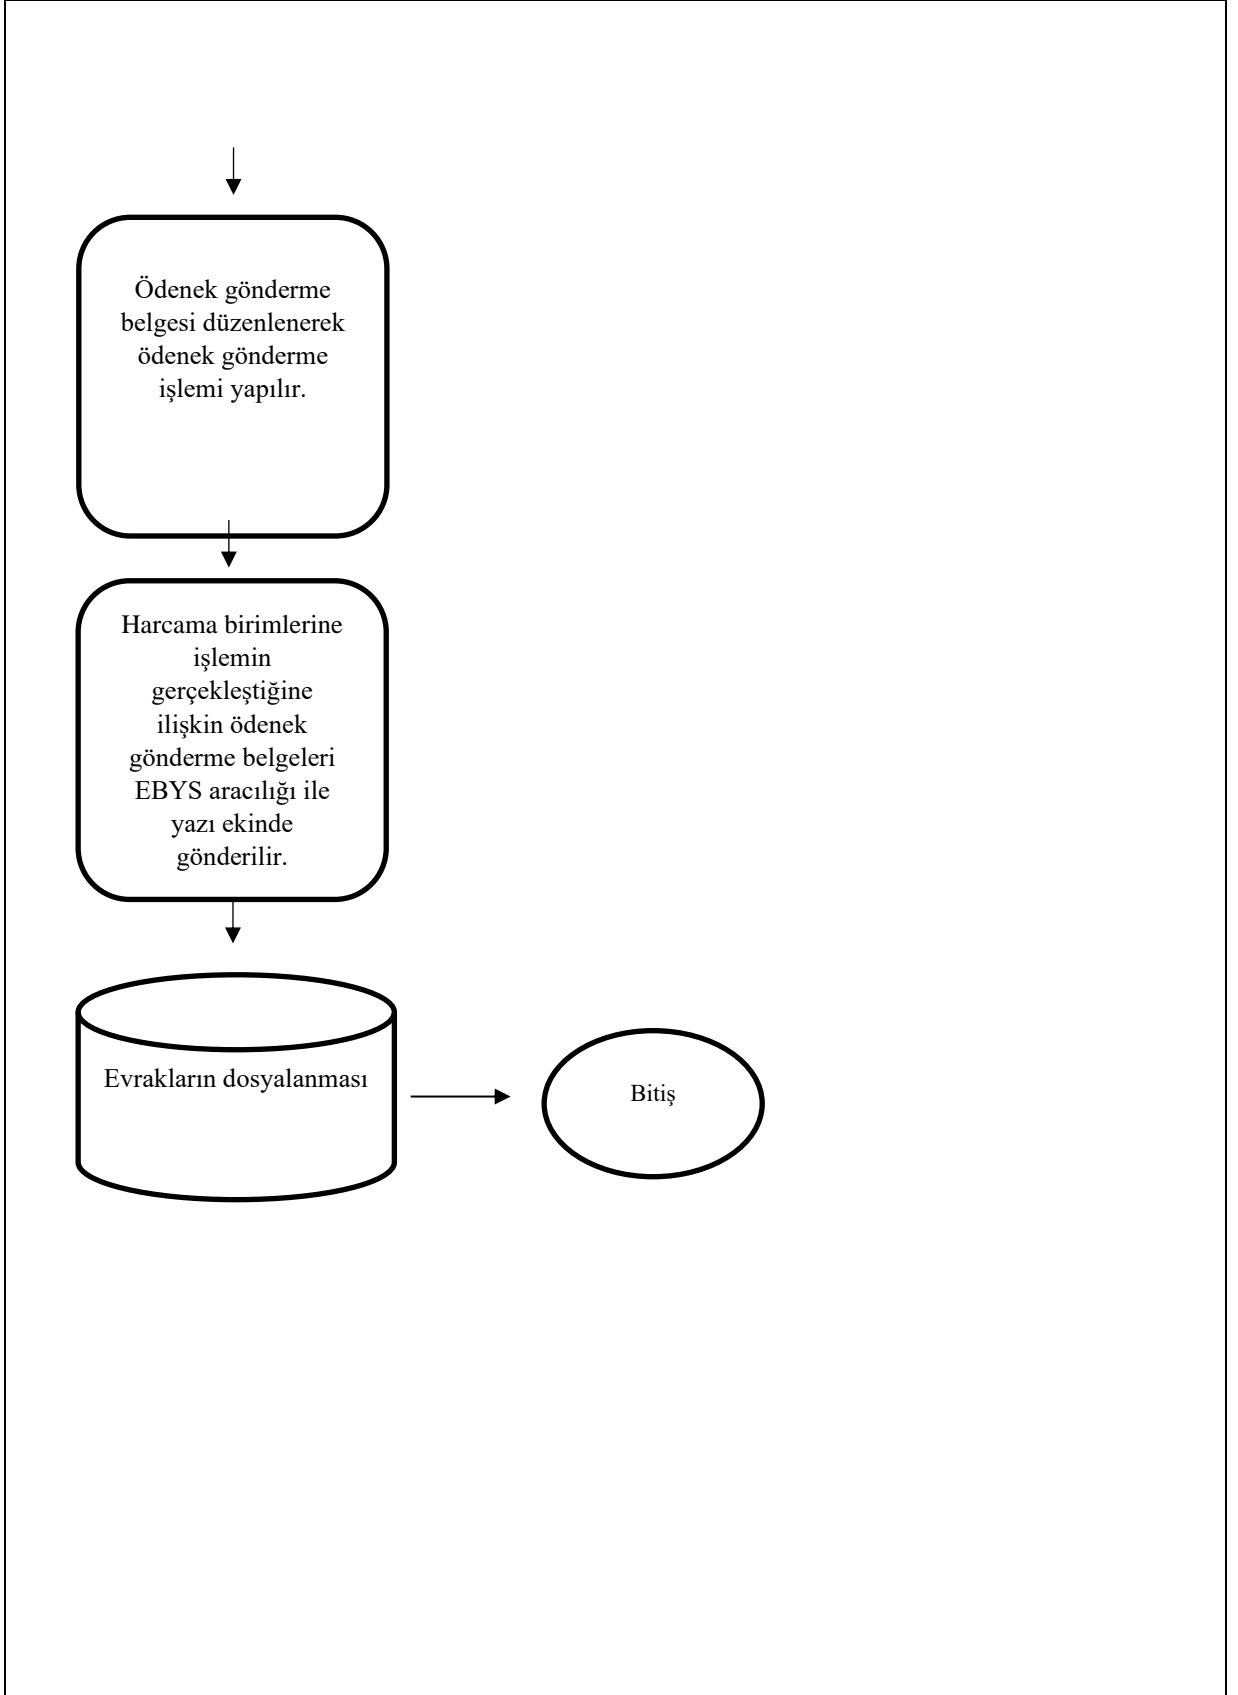 Ödenek gönderme
belgesi düzenlenerek
ödenek gönderme
işlemi yapılır.
Harcama birimlerine
işlemin
gerçekleştiğine
ilişkin ödenek
gönderme belgeleri
EBYS aracılığı ile
yazı ekinde
gönderilir.
Evrakların dosyalanması
Bitiş